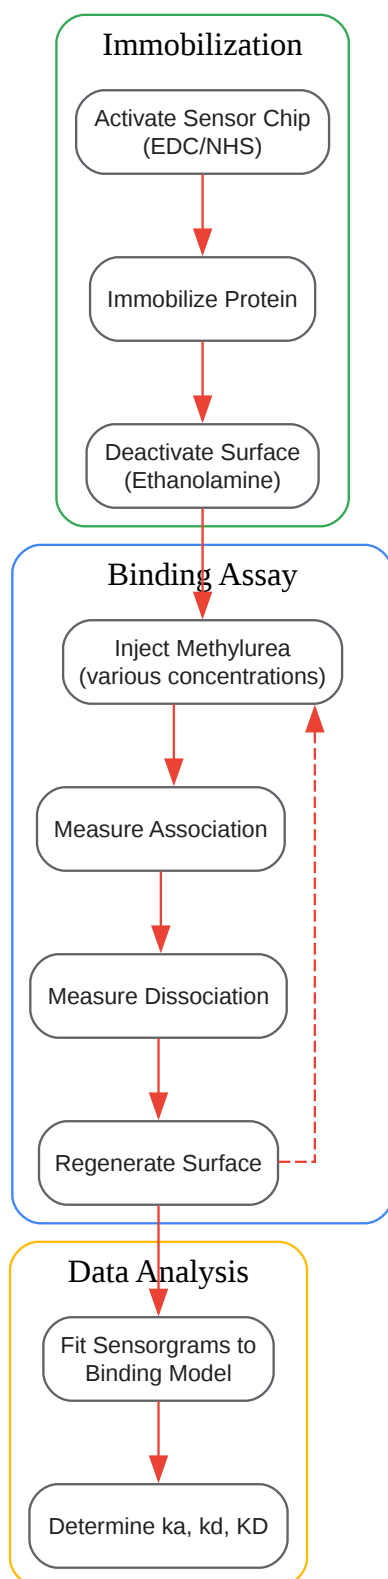 Immobilization
Activate Sensor Chip
(EDC/NHS)
Immobilize Protein
Deactivate Surface
(Ethanolamine)
Binding Assay
Inject Methylurea
(various concentrations)
Measure Association
Measure Dissociation
Regenerate Surface
Data Analysis
Fit Sensorgrams to
Binding Model
Determine ka, kd, KD